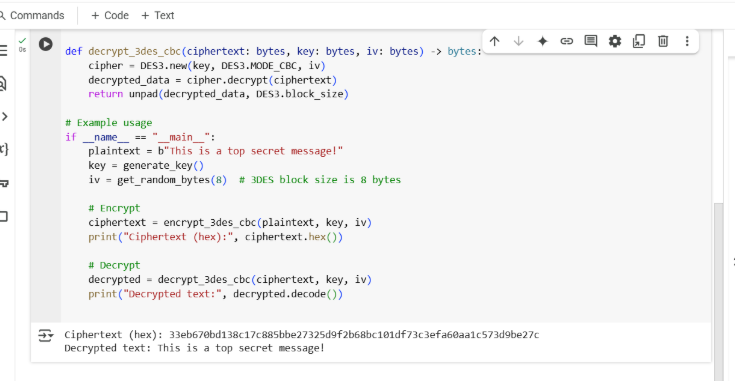 Commands + Code + Text
0s
def decrypt_3des_cbc(ciphertext: bytes, key: bytes, iv: bytes) -> bytes:
    cipher = DES3.new(key, DES3.MODE_CBC, iv)
    decrypted_data = cipher.decrypt(ciphertext)
    return unpad(decrypted_data, DES3.block_size)

# Example usage
if __name__ == "__main__":
    plaintext = b"This is a top secret message!"
    key = generate_key()
    iv = get_random_bytes(8)  # 3DES block size is 8 bytes

    # Encrypt
    ciphertext = encrypt_3des_cbc(plaintext, key, iv)
    print("Ciphertext (hex):", ciphertext.hex())

    # Decrypt
    decrypted = decrypt_3des_cbc(ciphertext, key, iv)
    print("Decrypted text:", decrypted.decode())

Ciphertext (hex): 33eb670bd138c17c885bbe27325d9f2b68bc101df73c3efa60aa1c573d9be27c
Decrypted text: This is a top secret message!